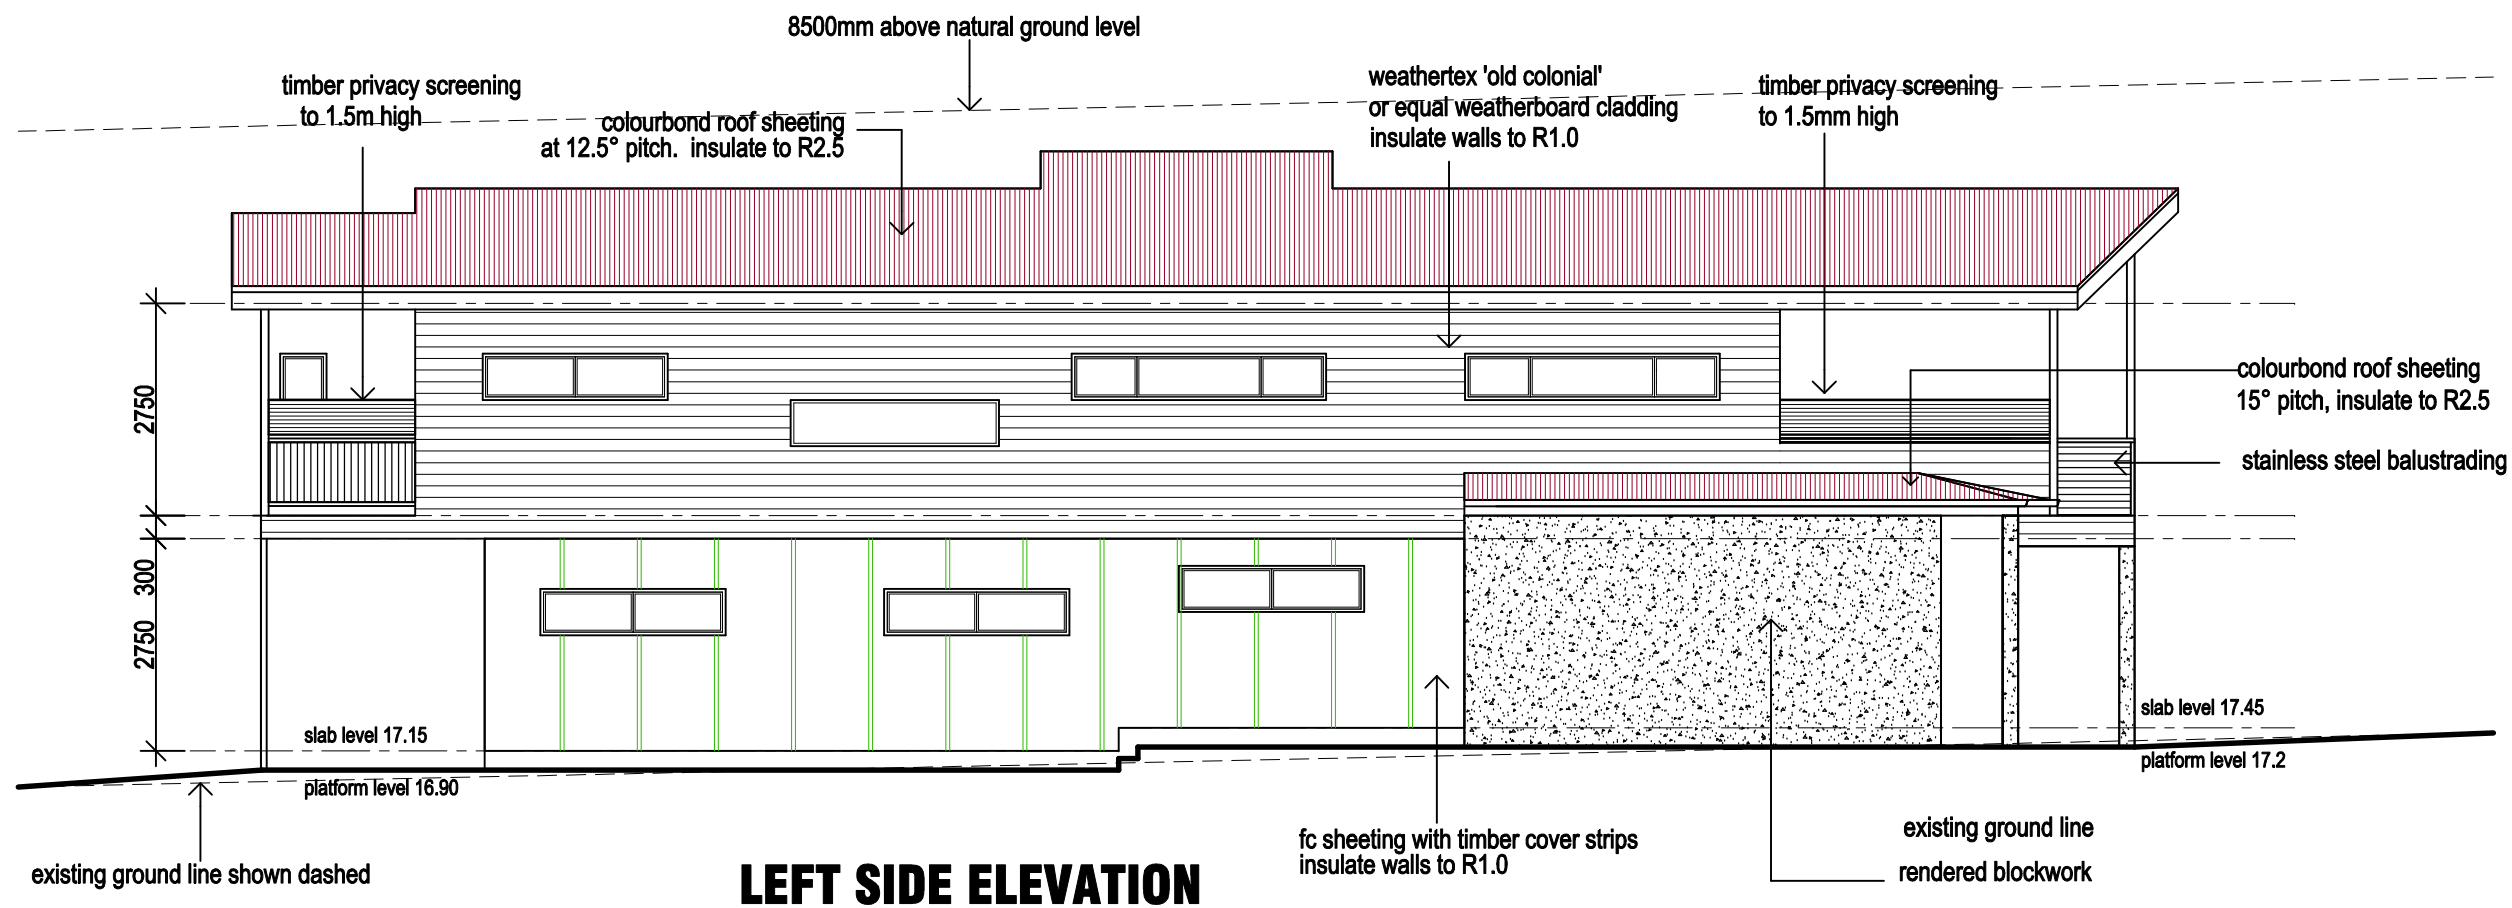 8500mm above natural ground level
timber privacy screening
to 1.5m high
colourbond roof sheeting
at 12.5° pitch. insulate to R2.5
weathertex 'old colonial'
or equal weatherboard cladding
insulate walls to R1.0
timber privacy screening
to 1.5mm high
colourbond roof sheeting
15° pitch, insulate to R2.5
stainless steel balustrading
2750
300
2750
slab level 17.15
platform level 16.90
slab level 17.45
platform level 17.2
existing ground line shown dashed
fc sheeting with timber cover strips
insulate walls to R1.0
existing ground line
rendered blockwork
LEFT SIDE ELEVATION